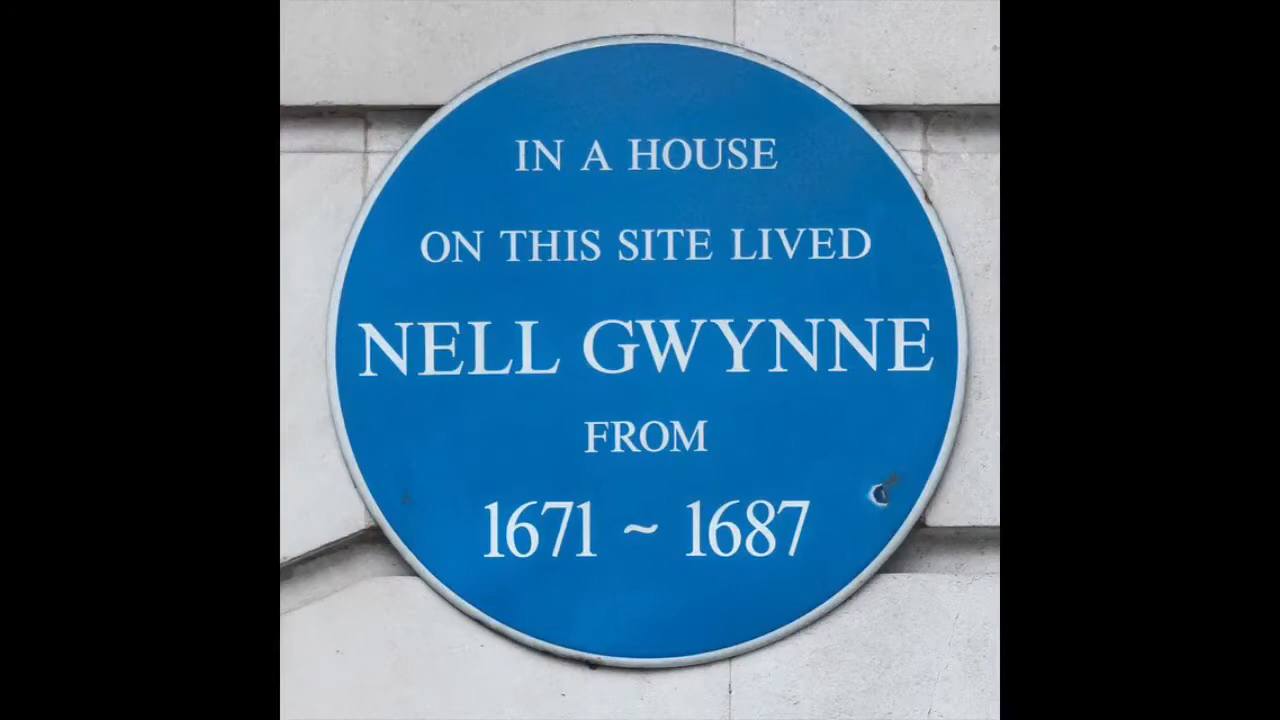 IN A HOUSE
ON THIS SITE LIVED
NELL GWYNNE
FROM
1671 ~ 1687